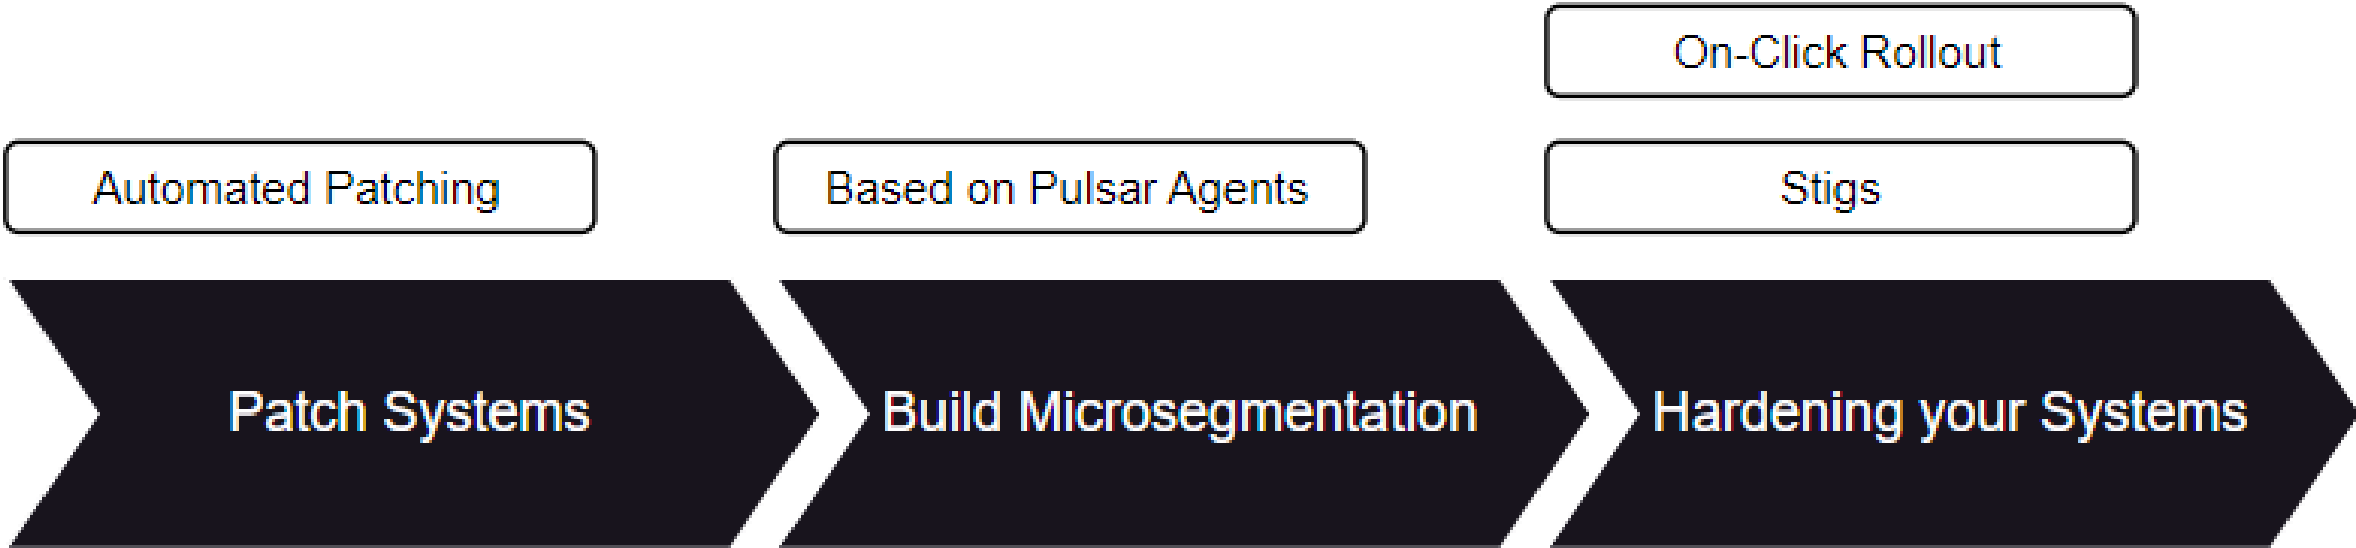 On-Click Rollout
Automated Patching
Based on Pulsar Agents
Stigs
Patch Systems
Build Microsegmentation
Hardening your Systems